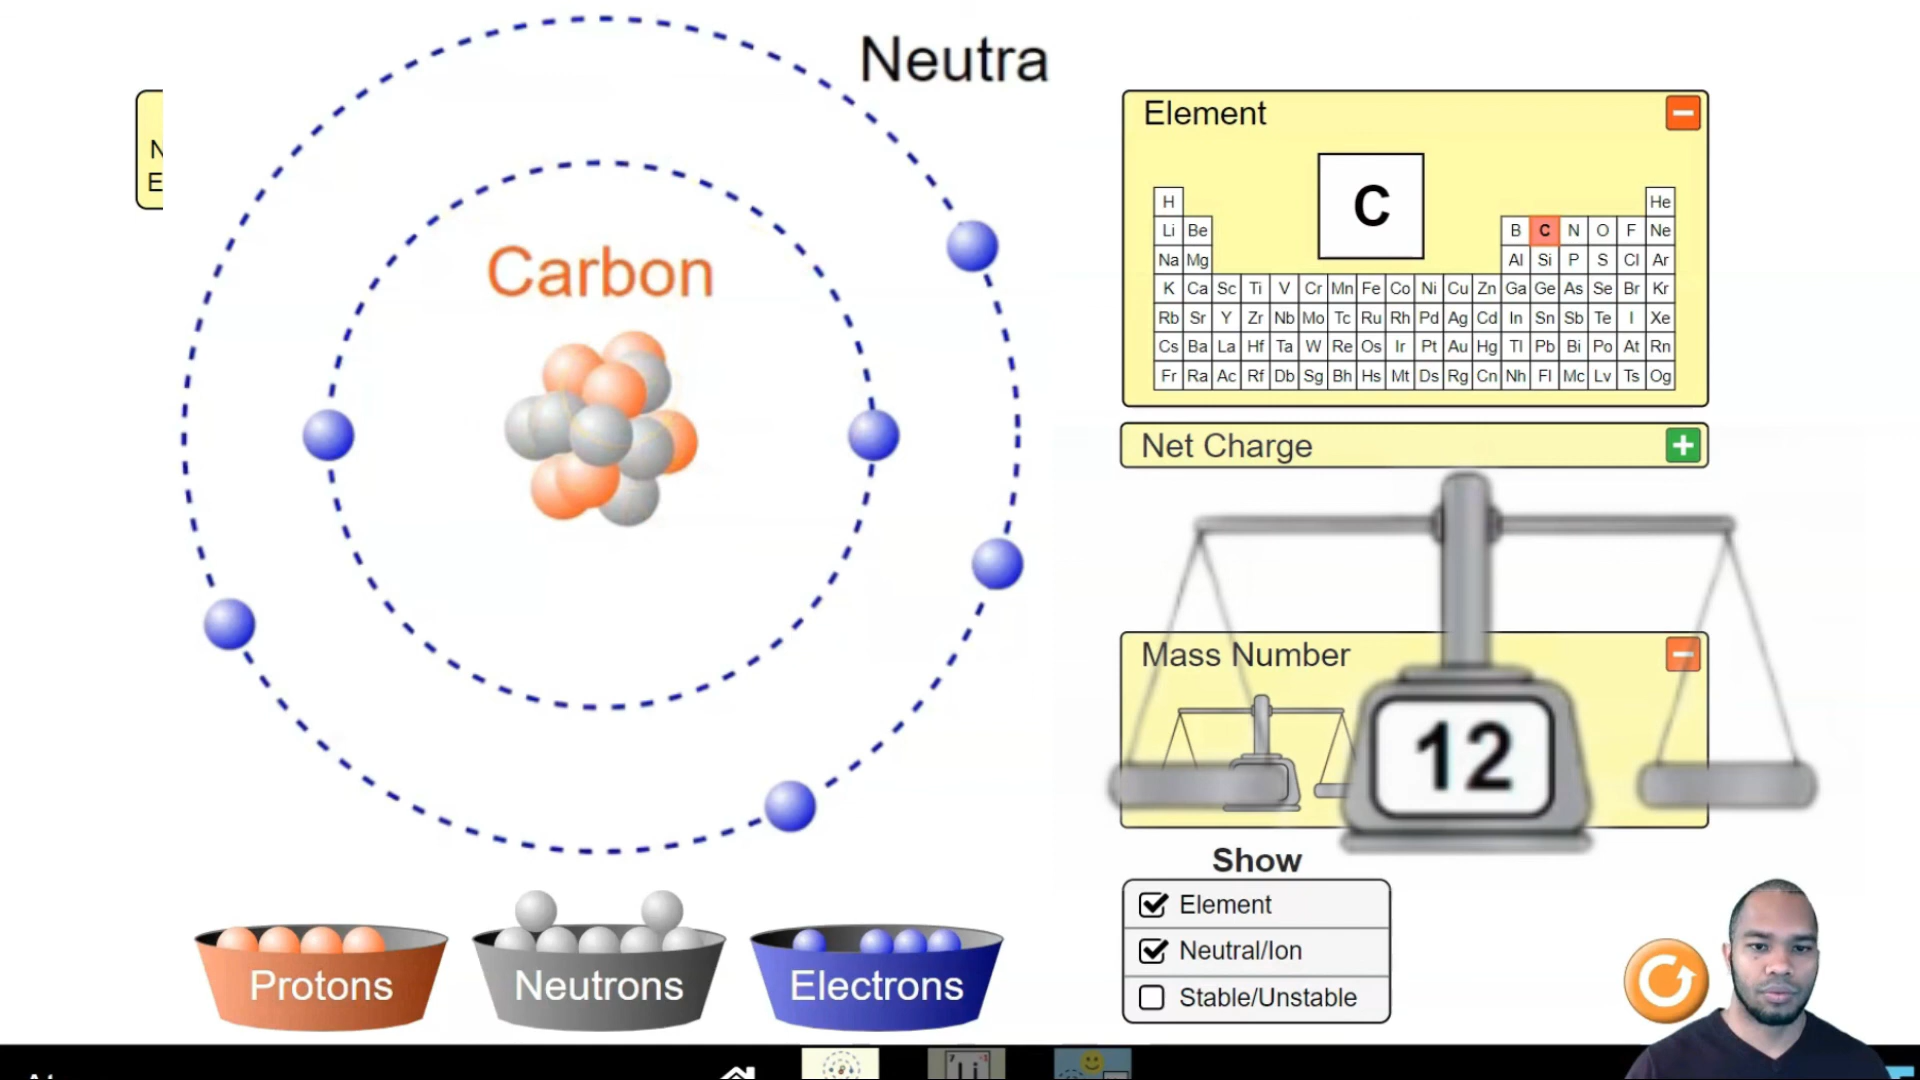 Neutra
N
E
Carbon
Element
C
H He
Li Be B C N O F Ne
Na Mg Al Si P S Cl Ar
K Ca Sc Ti V Cr Mn Fe Co Ni Cu Zn Ga Ge As Se Br Kr
Rb Sr Y Zr Nb Mo Tc Ru Rh Pd Ag Cd In Sn Sb Te I Xe
Cs Ba La Hf Ta W Re Os Ir Pt Au Hg Tl Pb Bi Po At Rn
Fr Ra Ac Rf Db Sg Bh Hs Mt Ds Rg Cn Nh Fl Mc Lv Ts Og
Net Charge
Mass Number
12
Show
Element
Neutral/Ion
Stable/Unstable
Protons
Neutrons
Electrons
7 -1
Li